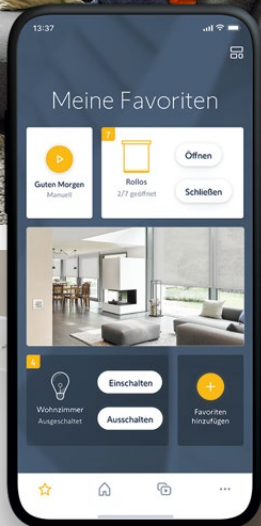 13:37
Meine Favoriten
Guten Morgen
Manuell
7
Rollos
2/7 geöffnet
Öffnen
Schließen
4
Wohnzimmer
Ausgeschaltet
Einschalten
Ausschalten
Favoriten
hinzufügen